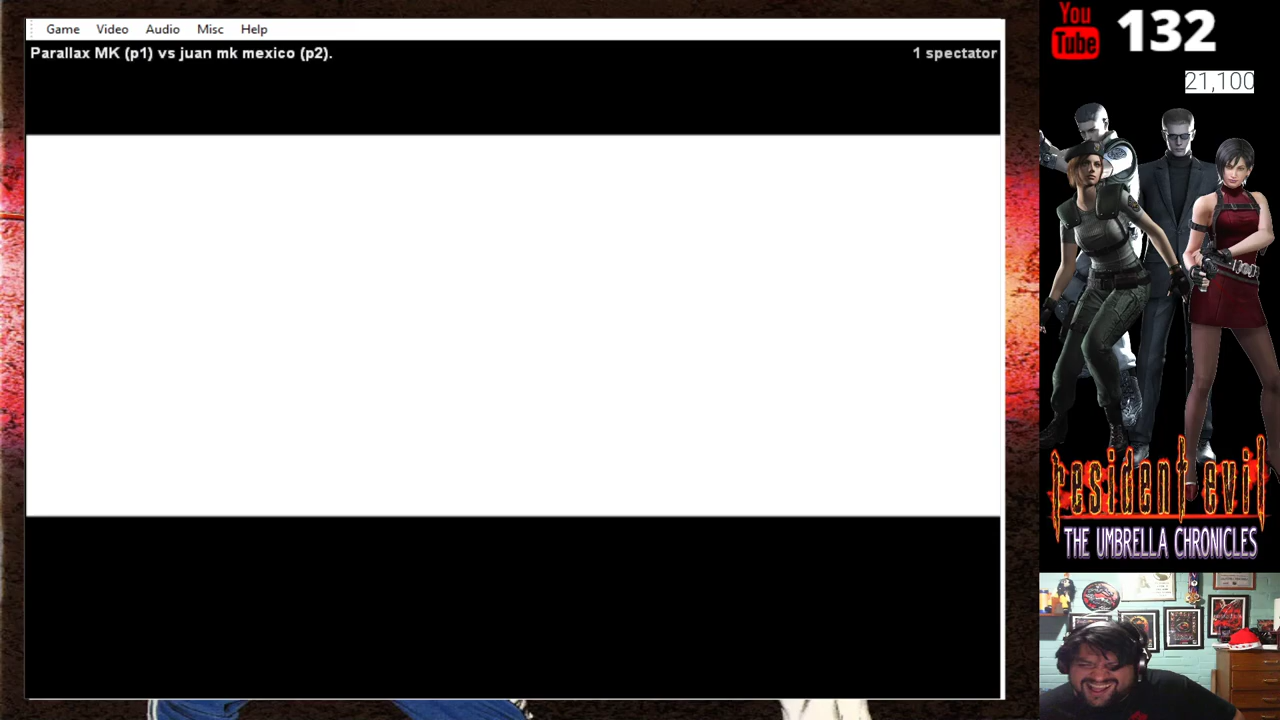 Game Video Audio Misc Help
Parallax MK (p1) vs juan mk mexico (p2).
1 spectator
You
Tube
132
21,100
resident evil
THE UMBRELLA CHRONICLES